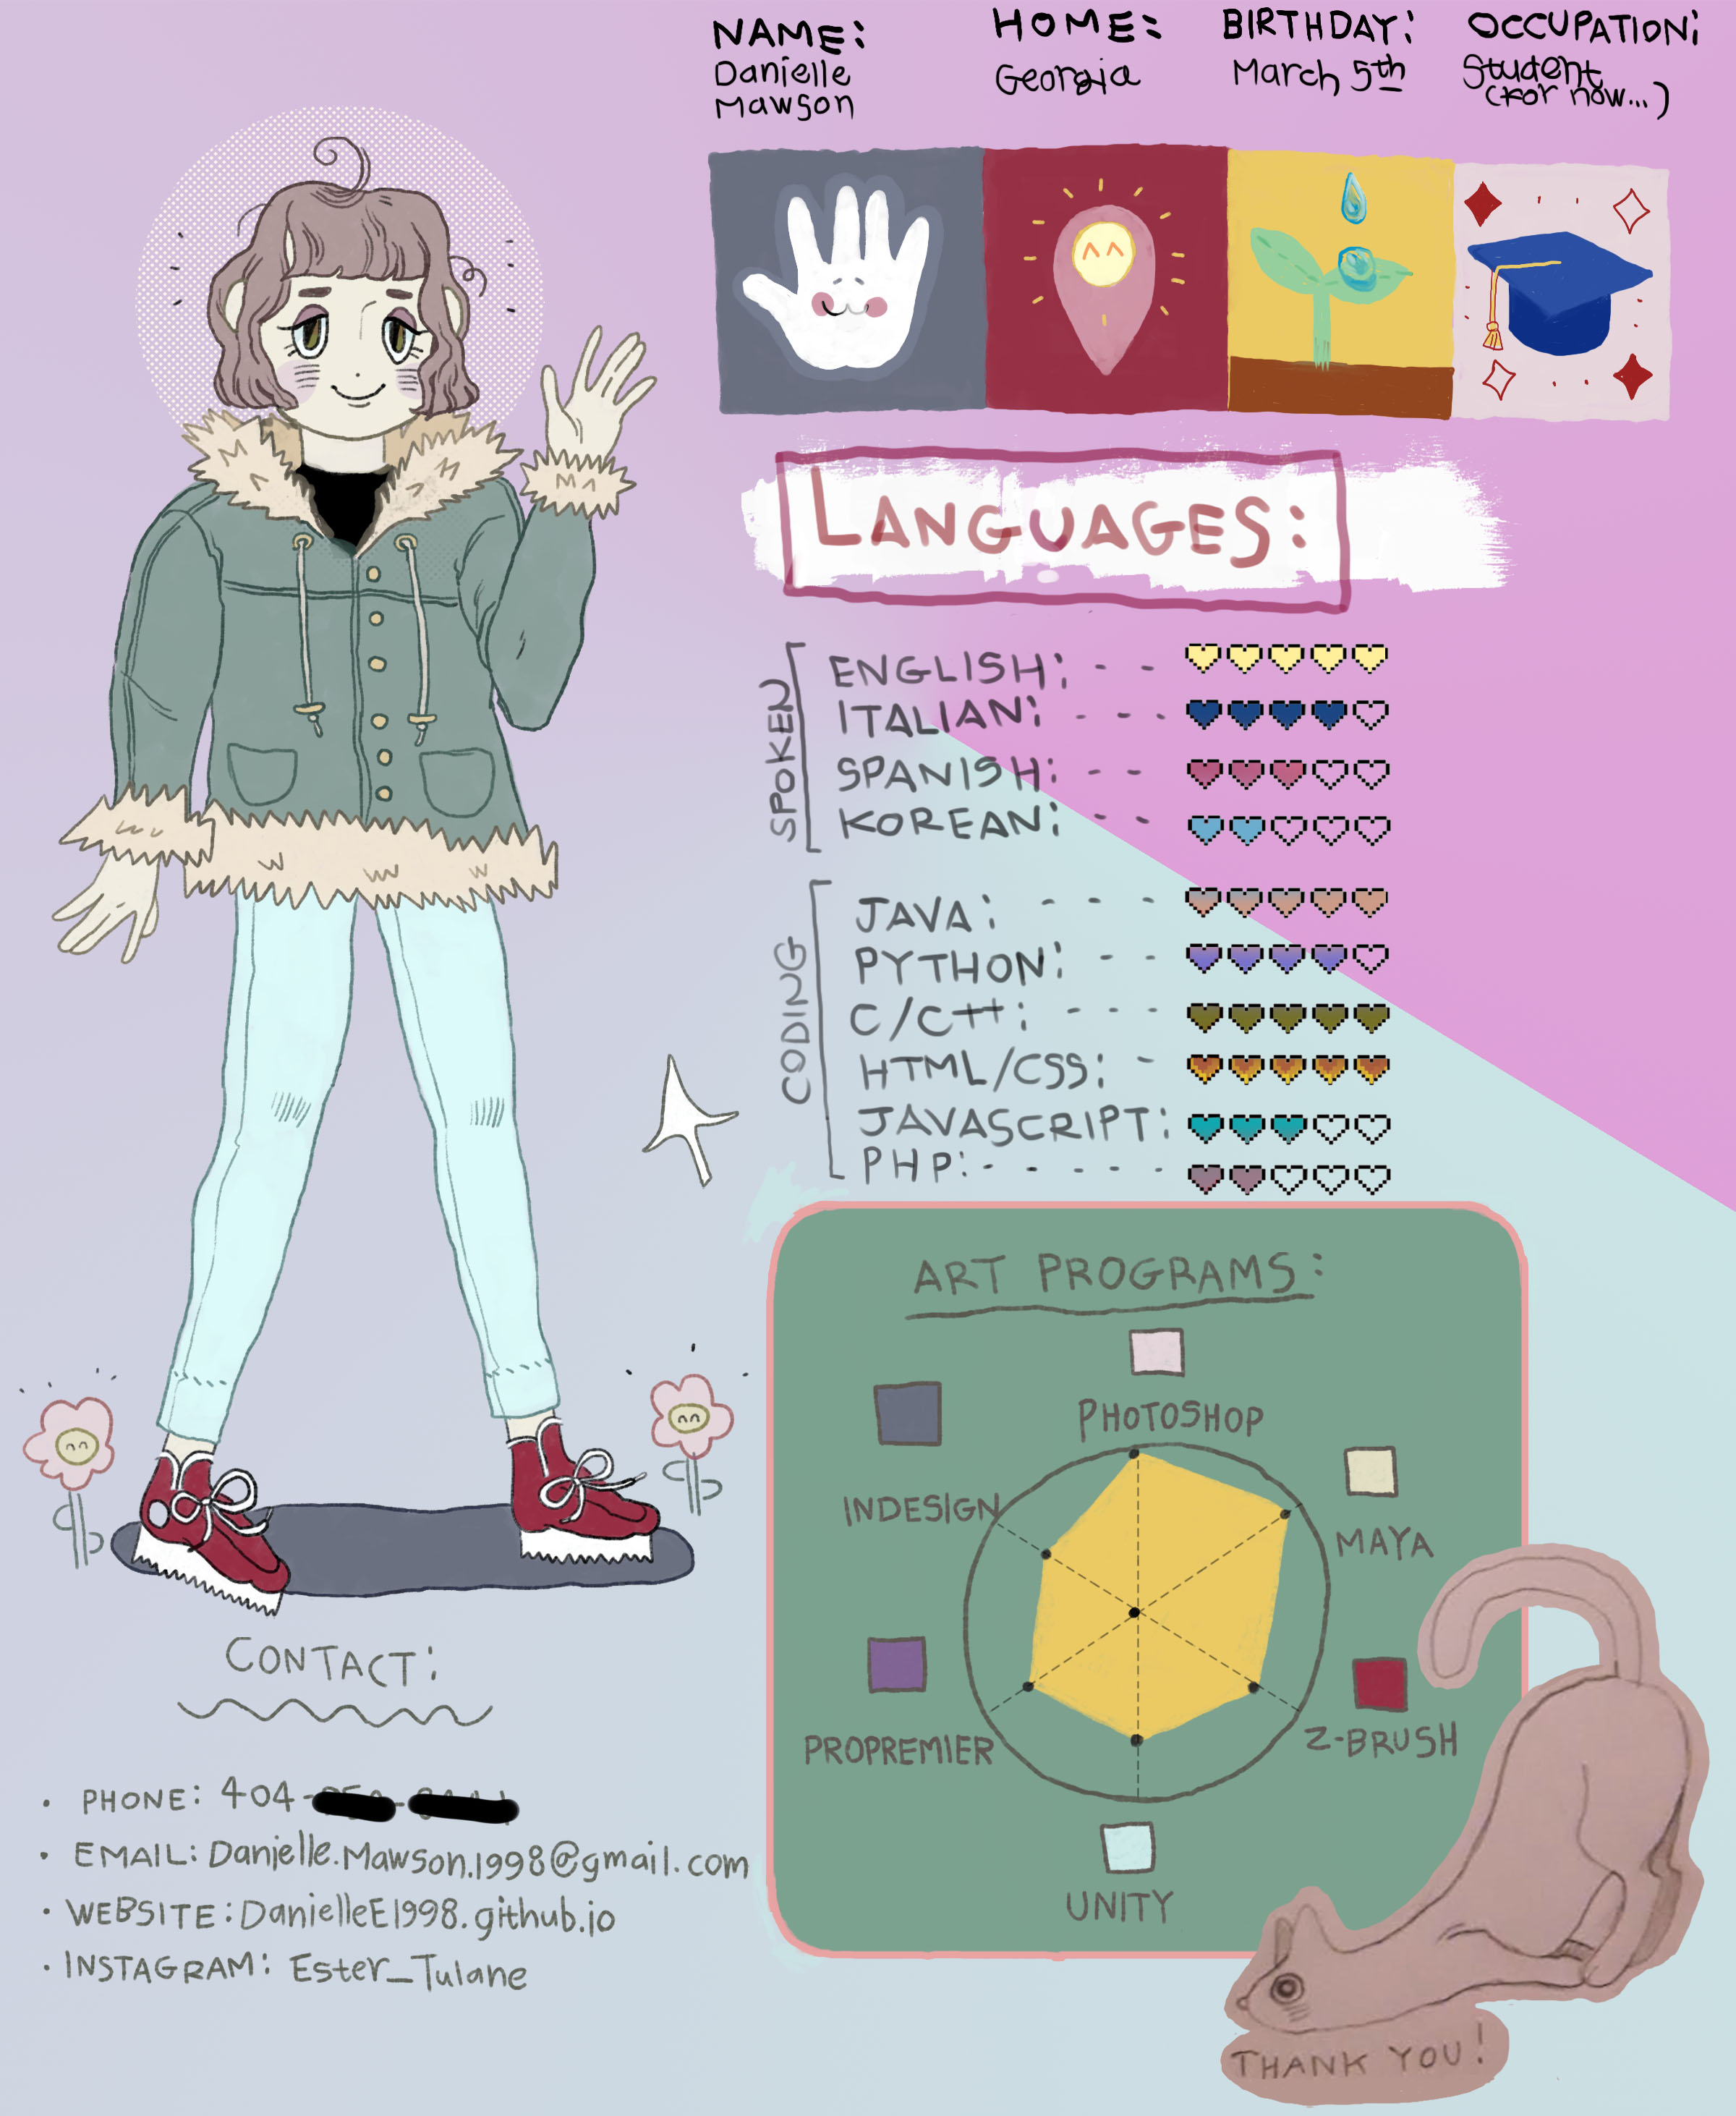 NAME:
Danielle
Mawson
HOME:
Georgia
BIRTHDAY:
March 5th
OCCUPATION:
Student
(for now...)
LANGUAGES:
SPOKEN
ENGLISH: - -
ITALIAN: - - -
SPANISH: - -
KOREAN: - -
CODING
JAVA: - - -
PYTHON: - -
C/C++: - - -
HTML/CSS: -
JAVASCRIPT:
PHP: - - - - -
ART PROGRAMS:
PHOTOSHOP
INDESIGN
MAYA
PROPREMIER
Z-BRUSH
UNITY
CONTACT:
• PHONE: 404-
• EMAIL: Danielle.Mawson.1998@gmail.com
• WEBSITE: DanielleE1998.github.io
• INSTAGRAM: Ester_Tulane
THANK YOU!